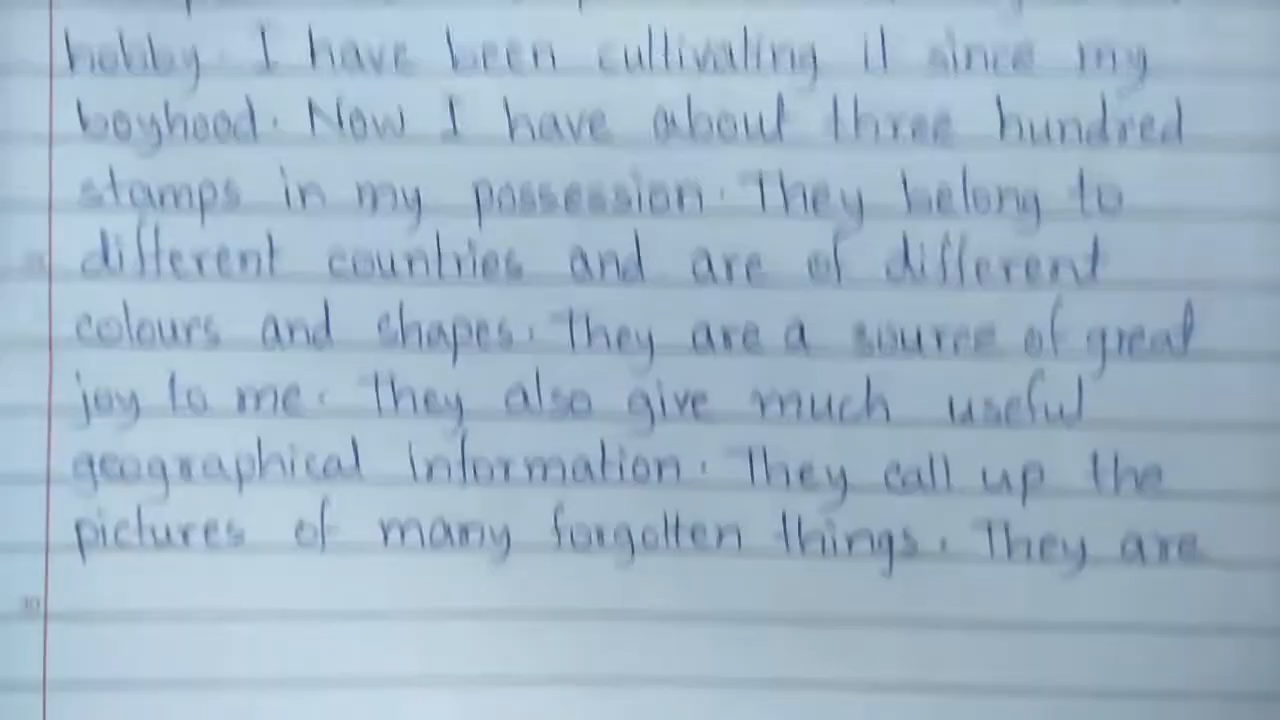 hobby. I have been cultivating it since my
boyhood. Now I have about three hundred
stamps in my possession. They belong to
different countries and are of different
colours and shapes. They are a source of great
joy to me. They also give much useful
geographical information. They call up the
pictures of many forgotten things. They are